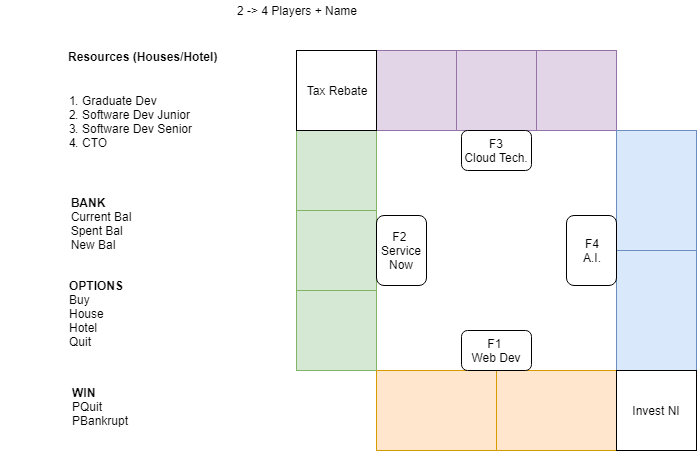 2 -> 4 Players + Name
Resources (Houses/Hotel)
1. Graduate Dev
2. Software Dev Junior
3. Software Dev Senior
4. CTO
BANK
Current Bal
Spent Bal
New Bal
OPTIONS
Buy
House
Hotel
Quit
WIN
PQuit
PBankrupt
Tax Rebate
F3
Cloud Tech.
F2
Service
Now
F4
A.I.
F1
Web Dev
Invest NI